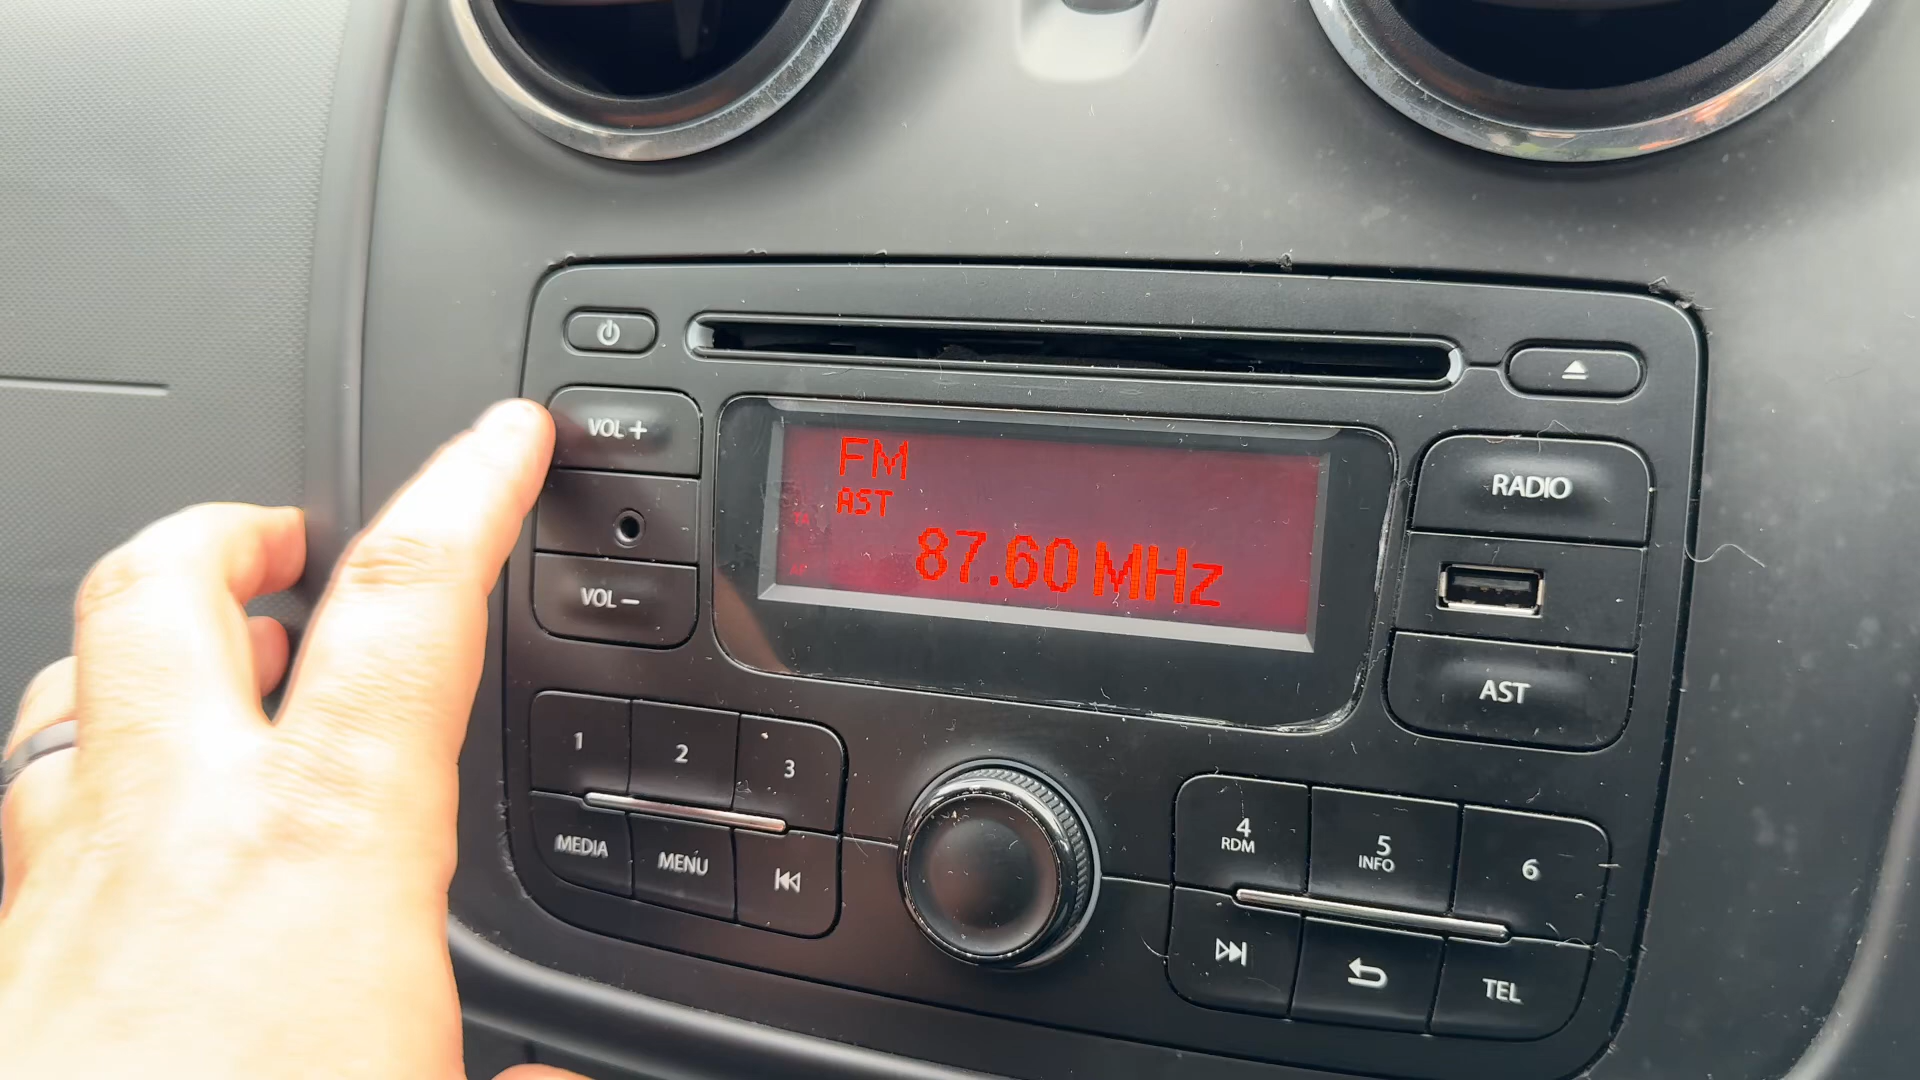 VOL +
VOL −
FM
AST
87.60 MHz
RADIO
AST
1
2
3
MEDIA
MENU
4
RDM
5
INFO
6
TEL